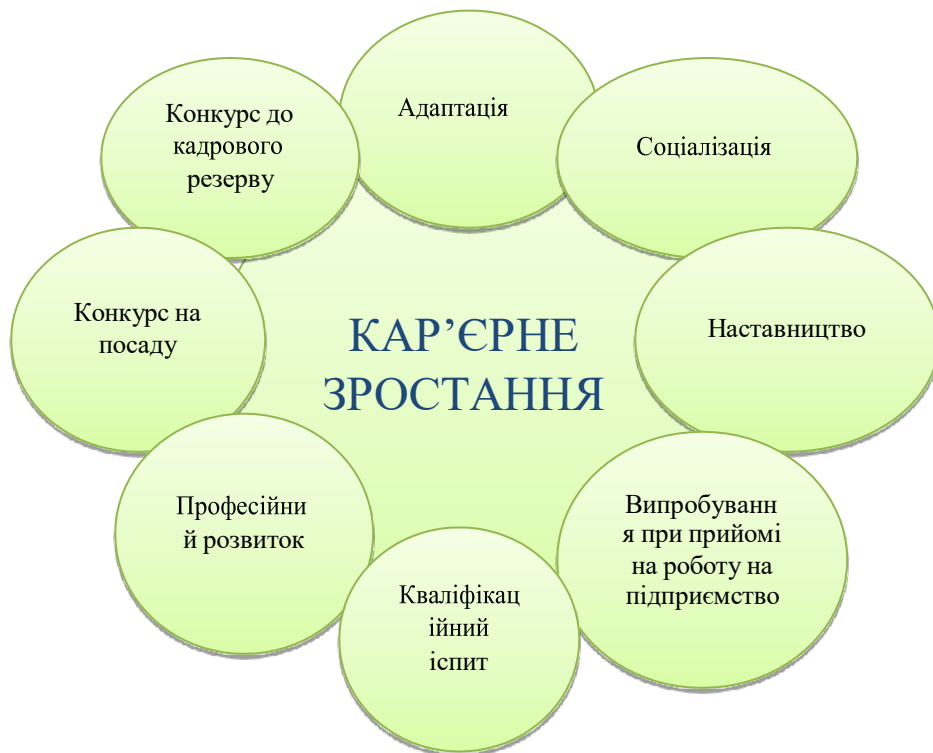 Адаптація
Соціалізація
Наставництво
Випробуванн
я при прийомі
на роботу на
підприємство
Кваліфікац
ійний
іспит
Професійни
й розвиток
Конкурс на
посаду
Конкурс до
кадрового
резерву
КАР’ЄРНЕ
ЗРОСТАННЯ